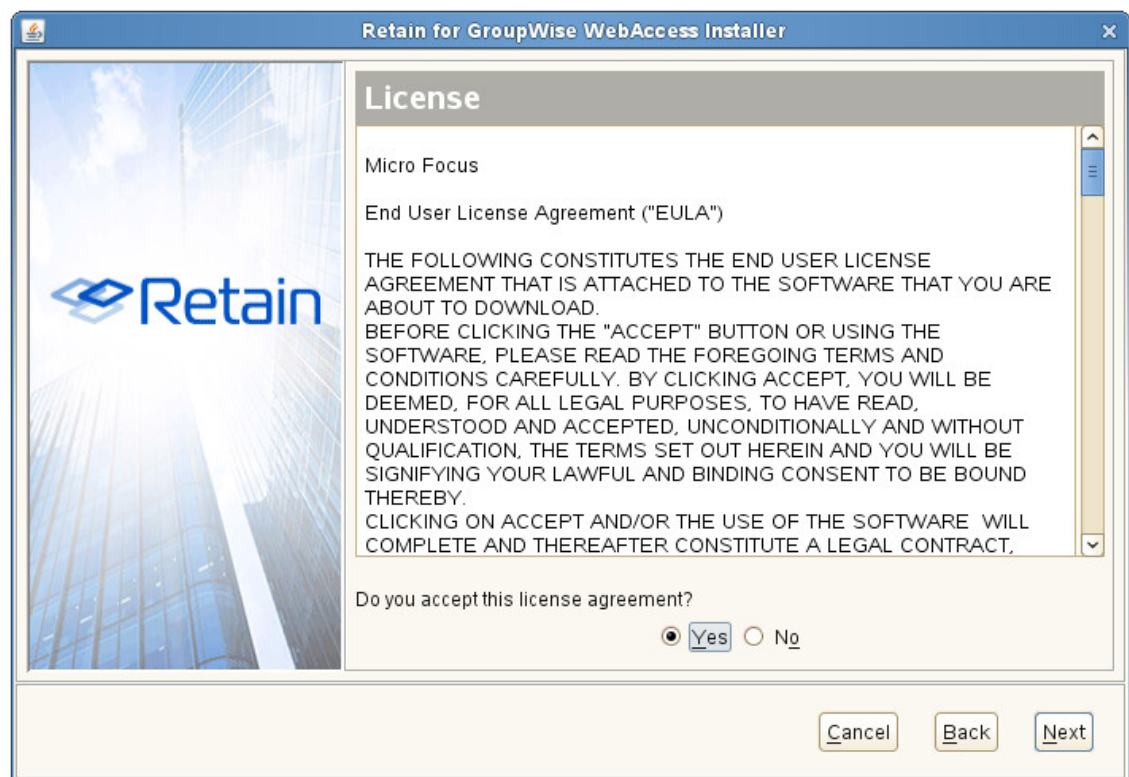 Retain for GroupWise WebAccess Installer
License
Micro Focus
End User License Agreement ("EULA")
THE FOLLOWING CONSTITUTES THE END USER LICENSE
AGREEMENT THAT IS ATTACHED TO THE SOFTWARE THAT YOU ARE
ABOUT TO DOWNLOAD.
BEFORE CLICKING THE "ACCEPT" BUTTON OR USING THE
SOFTWARE, PLEASE READ THE FOREGOING TERMS AND
CONDITIONS CAREFULLY. BY CLICKING ACCEPT, YOU WILL BE
DEEMED, FOR ALL LEGAL PURPOSES, TO HAVE READ,
UNDERSTOOD AND ACCEPTED, UNCONDITIONALLY AND WITHOUT
QUALIFICATION, THE TERMS SET OUT HEREIN AND YOU WILL BE
SIGNIFYING YOUR LAWFUL AND BINDING CONSENT TO BE BOUND
THEREBY.
CLICKING ON ACCEPT AND/OR THE USE OF THE SOFTWARE  WILL
COMPLETE AND THEREAFTER CONSTITUTE A LEGAL CONTRACT,
Retain
Do you accept this license agreement?
Yes No
Cancel Back Next